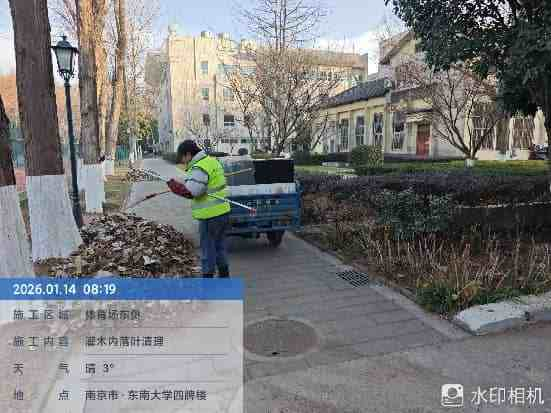 2026.01.14 08:19
施工区域 体育场东侧
施工内容 灌木内落叶清理
天气 晴 3°
地点 南京市·东南大学四牌楼
水印相机